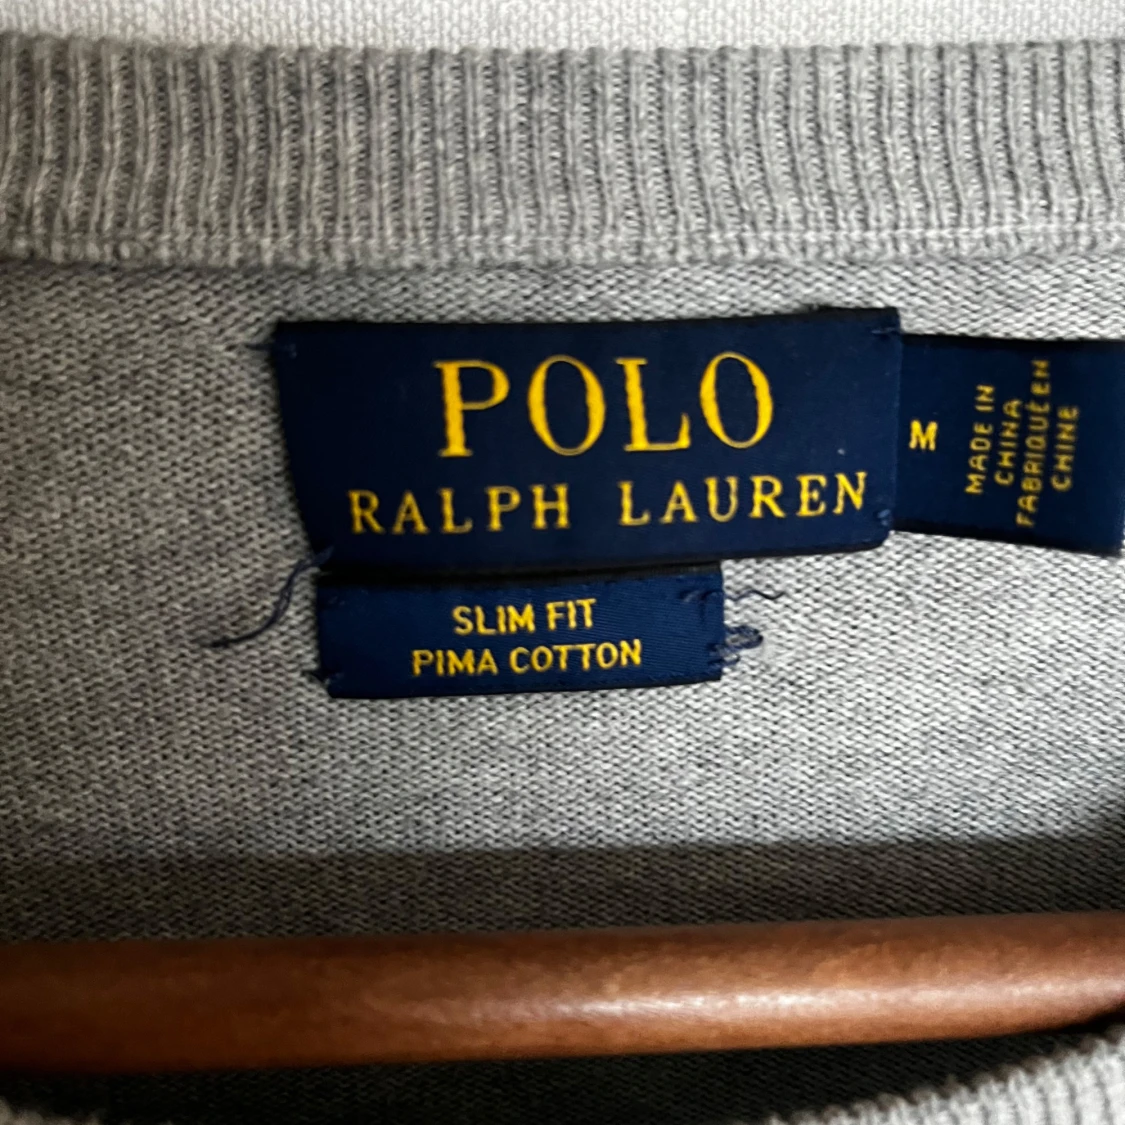 POLO
RALPH LAUREN
SLIM FIT
PIMA COTTON
M
MADE IN
CHINA
FABRIQUÉ EN
CHINE